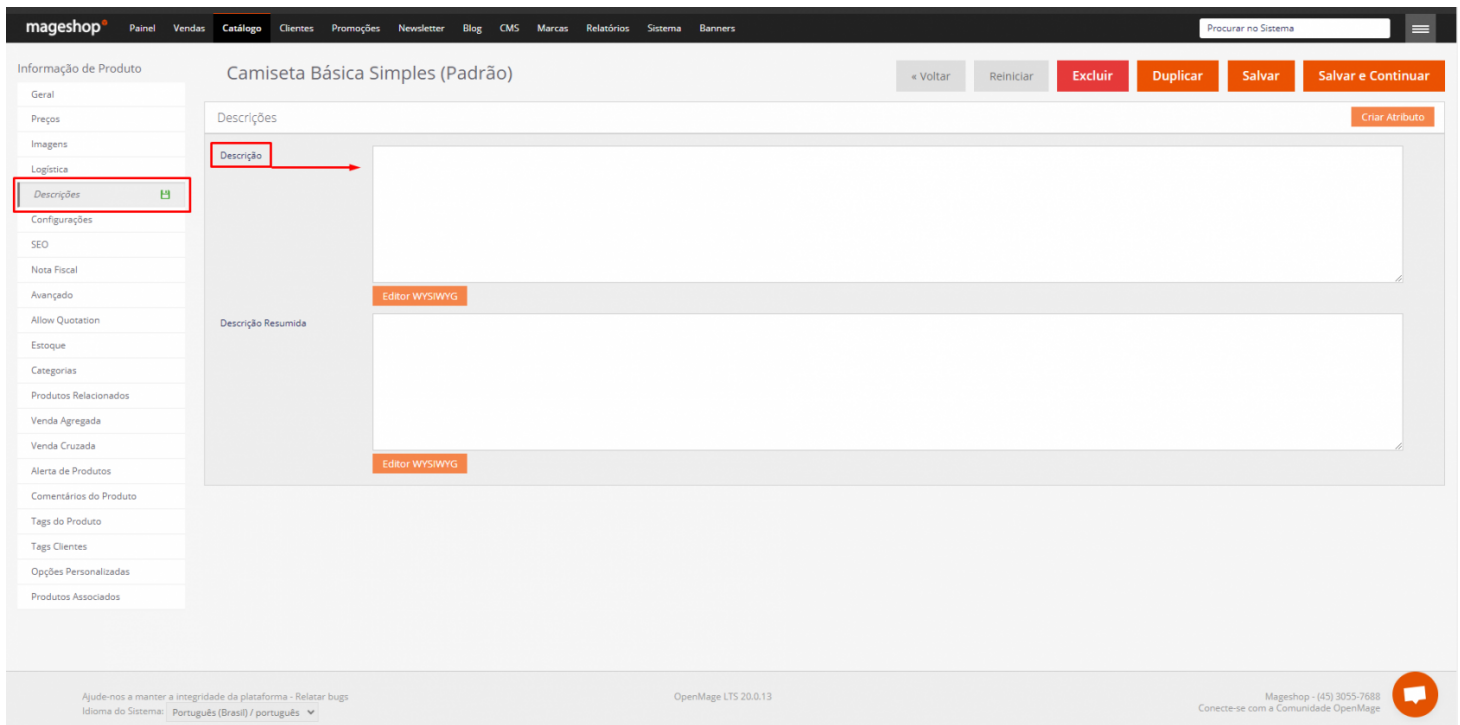 mageshop
Painel Vendas Catálogo Clientes Promoções Newsletter Blog CMS Marcas Relatórios Sistema Banners
Procurar no Sistema
Informação de Produto
Geral
Preços
Imagens
Logística
Descrições
Configurações
SEO
Nota Fiscal
Avançado
Allow Quotation
Estoque
Categorias
Produtos Relacionados
Venda Agregada
Venda Cruzada
Alerta de Produtos
Comentários do Produto
Tags do Produto
Tags Clientes
Opções Personalizadas
Produtos Associados
Camiseta Básica Simples (Padrão)
« Voltar Reiniciar Excluir Duplicar Salvar Salvar e Continuar
Descrições
Criar Atributo
Descrição
Editor WYSIWYG
Descrição Resumida
Editor WYSIWYG
Ajude-nos a manter a integridade da plataforma - Relatar bugs
Idioma do Sistema: Português (Brasil) / português
OpenMage LTS 20.0.13
Mageshop - (45) 3055-7688
Conecte-se com a Comunidade OpenMage